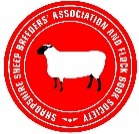 SHROPSHIRE SHEEP BREEDERS' ASSOCIATION AND FLOCK BOOK SOCIETY